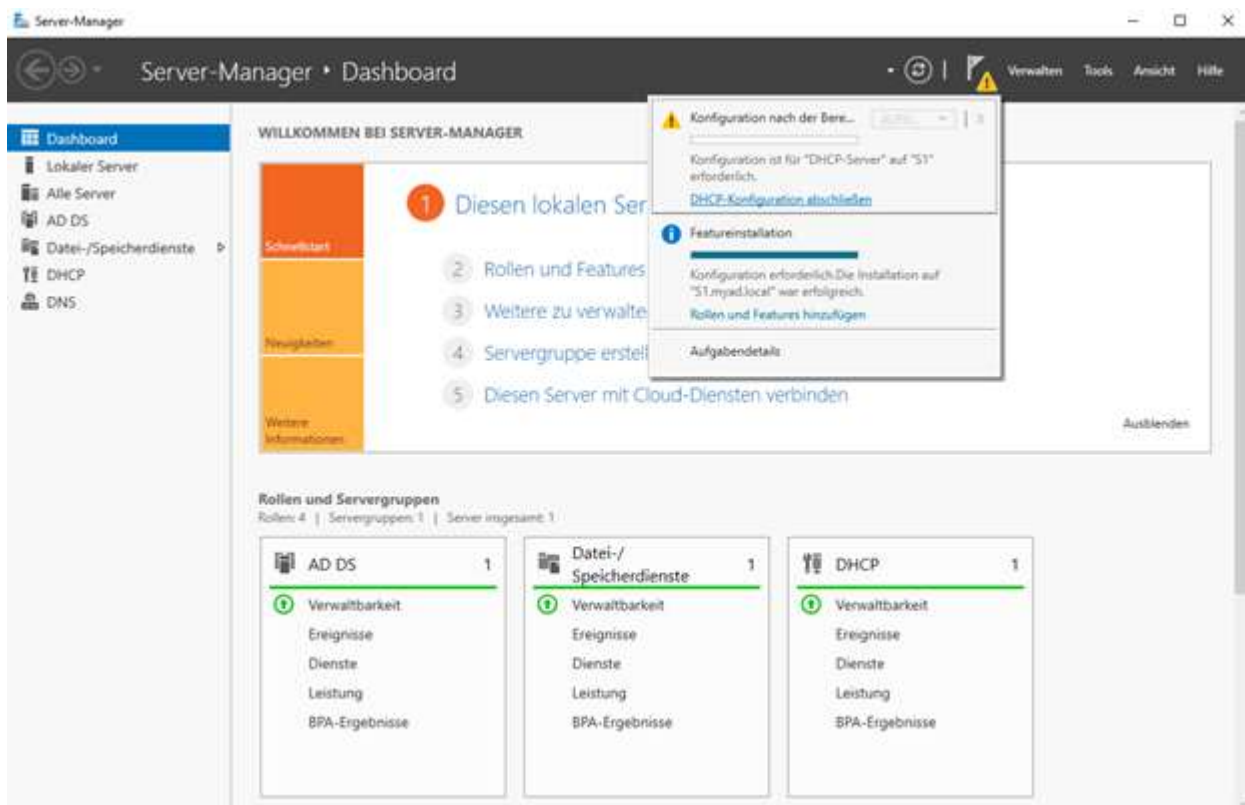 Server-Manager
Server-Manager • Dashboard
Verwalten Tools Ansicht Hilfe
Dashboard
Lokaler Server
Alle Server
AD DS
Datei-/Speicherdienste
DHCP
DNS
WILLKOMMEN BEI SERVER-MANAGER
Schnellstart
Neuigkeiten
Weitere
Informationen
1 Diesen lokalen Ser
2 Rollen und Features
3 Weitere zu verwalte
4 Servergruppe erstell
5 Diesen Server mit Cloud-Diensten verbinden
Ausblenden
Konfiguration nach der Bere...
Konfiguration ist für "DHCP-Server" auf "S1"
erforderlich.
DHCP-Konfiguration abschließen
Featureinstallation
Konfiguration erforderlich.Die Installation auf
"S1.myad.local" war erfolgreich.
Rollen und Features hinzufügen
Aufgabendetails
Rollen und Servergruppen
Rollen: 4 | Servergruppen: 1 | Server insgesamt: 1
AD DS 1
Verwaltbarkeit
Ereignisse
Dienste
Leistung
BPA-Ergebnisse
Datei-/
Speicherdienste 1
Verwaltbarkeit
Ereignisse
Dienste
Leistung
BPA-Ergebnisse
DHCP 1
Verwaltbarkeit
Ereignisse
Dienste
Leistung
BPA-Ergebnisse